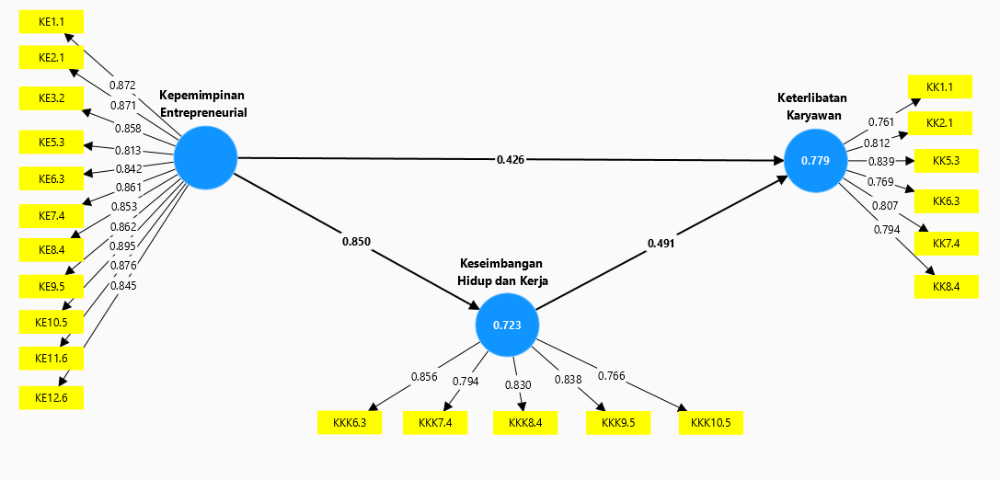 KE1.1
KE2.1
KE3.2
KE5.3
KE6.3
KE7.4
KE8.4
KE9.5
KE10.5
KE11.6
KE12.6
0.872
0.871
0.858
0.813
0.842
0.861
0.853
0.862
0.895
0.876
0.845
Kepemimpinan
Entrepreneurial
0.426
0.850
0.491
Keseimbangan
Hidup dan Kerja
0.723
0.856
0.794
0.830
0.838
0.766
KKK6.3
KKK7.4
KKK8.4
KKK9.5
KKK10.5
Keterlibatan
Karyawan
0.779
0.761
0.812
0.839
0.769
0.807
0.794
KK1.1
KK2.1
KK5.3
KK6.3
KK7.4
KK8.4